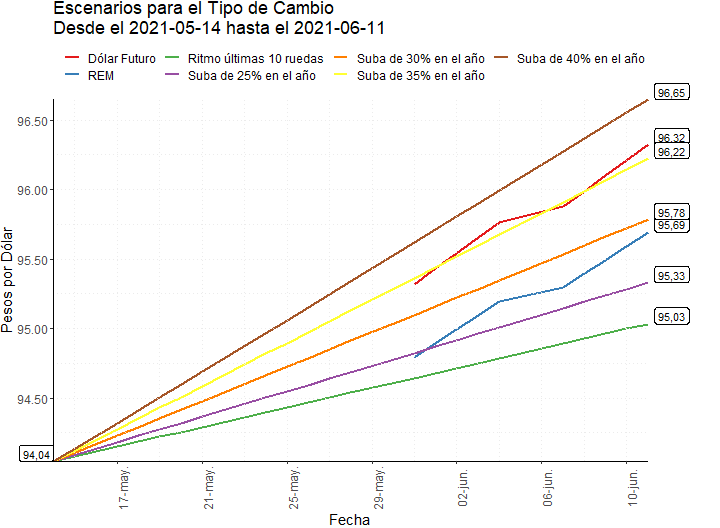 Escenarios para el Tipo de Cambio
Desde el 2021-05-14 hasta el 2021-06-11
Dólar Futuro Ritmo últimas 10 ruedas Suba de 30% en el año Suba de 40% en el año
REM Suba de 25% en el año Suba de 35% en el año
96,65
96.50
96,32
96,22
96.00
95,78
95,69
95.50
95,33
95,03
95.00
94.50
94,04
Pesos por Dólar
17-may.
21-may.
25-may.
29-may.
02-jun.
06-jun.
10-jun.
Fecha